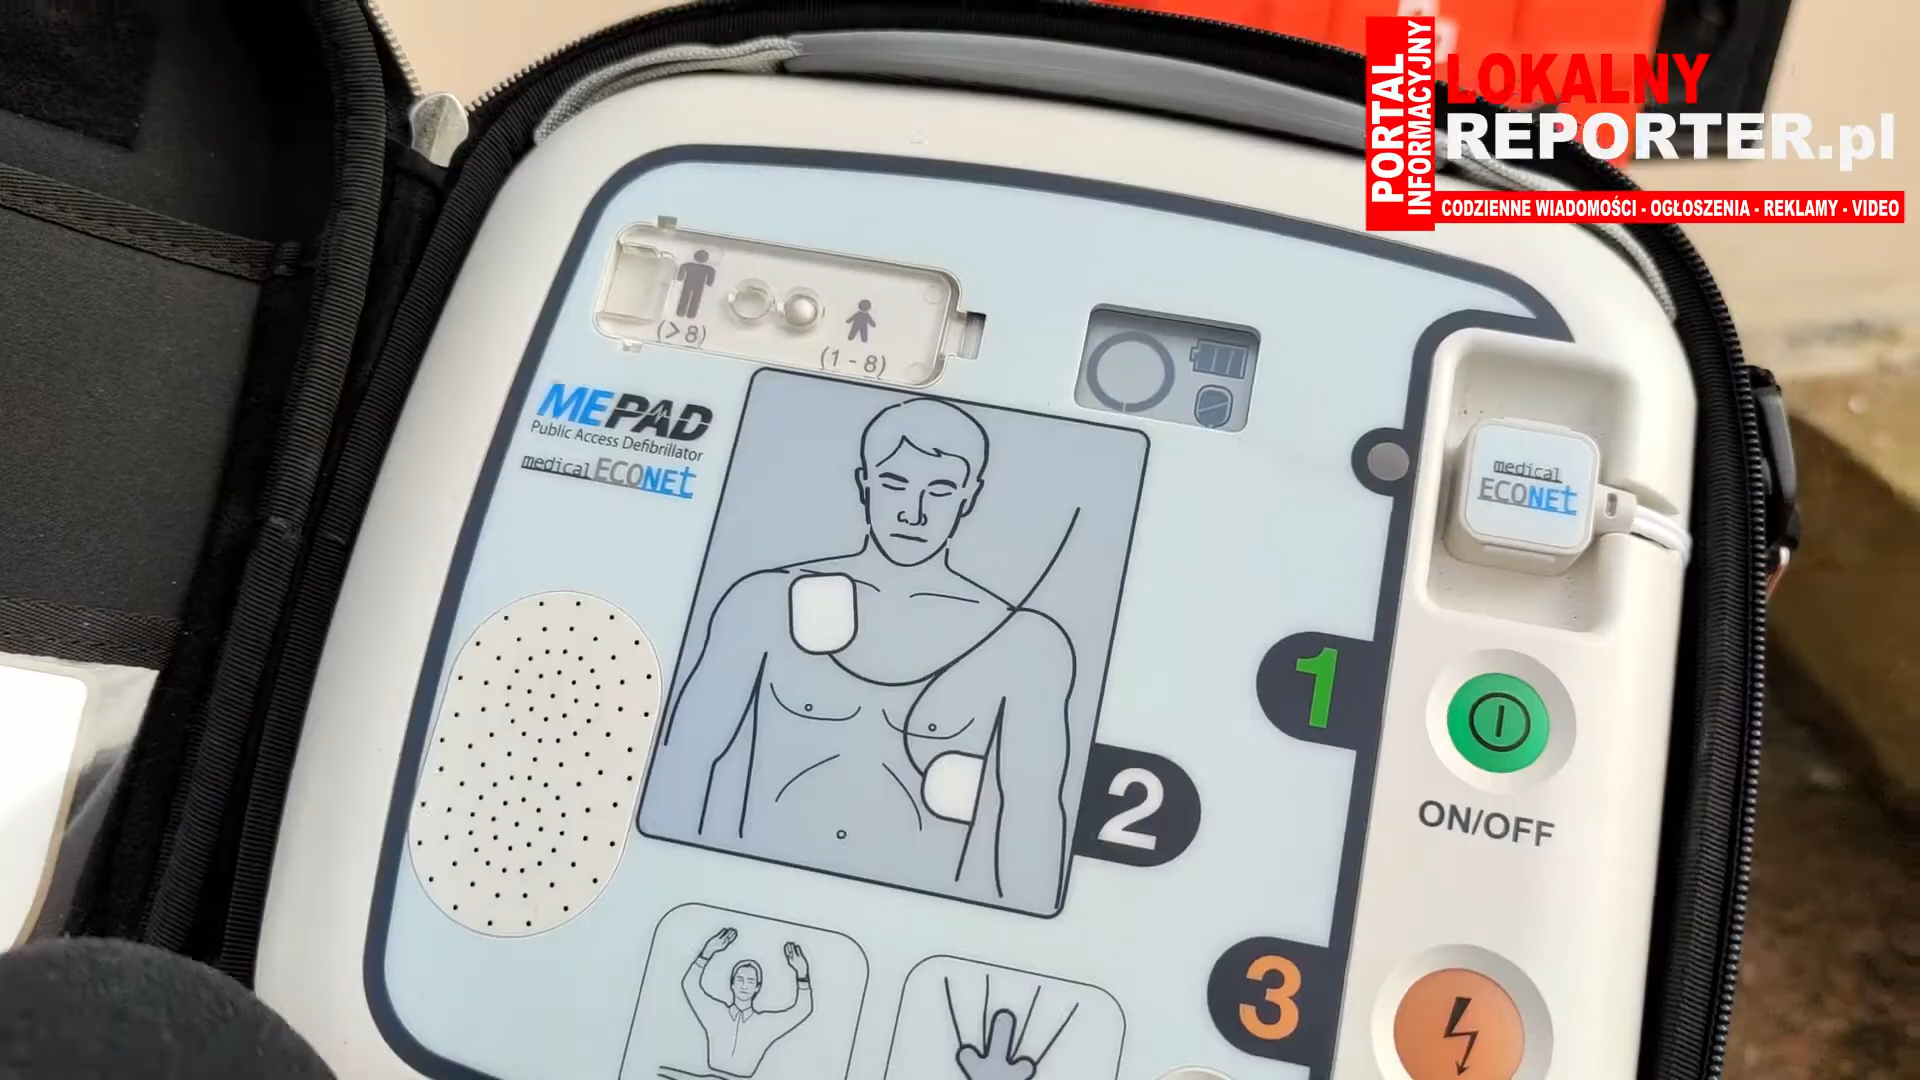 PORTAL
INFORMACYJNY
LOKALNY
REPORTER.pl
CODZIENNE WIADOMOŚCI - OGŁOSZENIA - REKLAMY - VIDEO
(>8)
(1 - 8)
MEPAD
Public Access Defibrillator
medical ECONET
medical
ECONET
1
ON/OFF
2
3